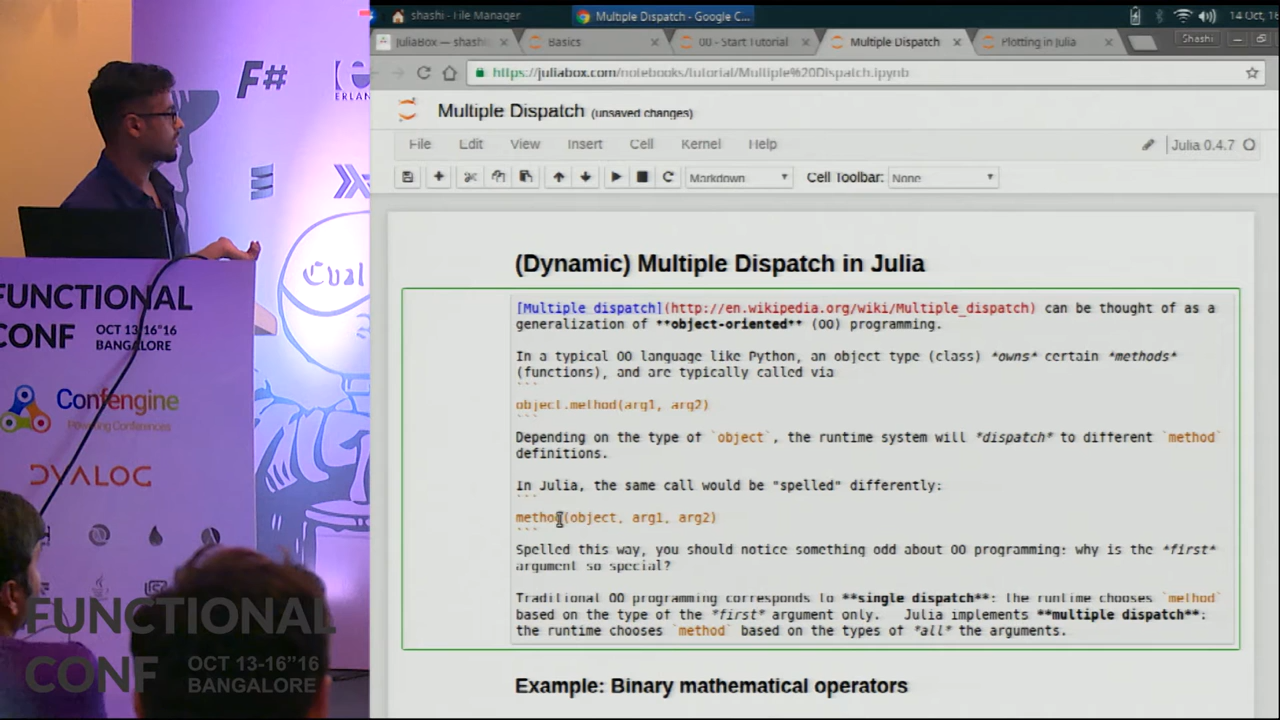 shashi - File Manager
Multiple Dispatch - Google C...
14 Oct, 18
JuliaBox — shashi
Basics
00 - Start Tutorial
Multiple Dispatch
Plotting in Julia
Shashi
https://juliabox.com/notebooks/tutorial/Multiple%20Dispatch.ipynb
Multiple Dispatch (unsaved changes)
File Edit View Insert Cell Kernel Help
Julia 0.4.7
Markdown
Cell Toolbar: None
(Dynamic) Multiple Dispatch in Julia
[Multiple dispatch](http://en.wikipedia.org/wiki/Multiple_dispatch) can be thought of as a
generalization of **object-oriented** (OO) programming.
In a typical OO language like Python, an object type (class) *owns* certain *methods*
(functions), and are typically called via
```
object.method(arg1, arg2)
```
Depending on the type of `object`, the runtime system will *dispatch* to different `method`
definitions.
In Julia, the same call would be "spelled" differently:
```
method(object, arg1, arg2)
```
Spelled this way, you should notice something odd about OO programming: why is the *first*
argument so special?
Traditional OO programming corresponds to **single dispatch**: the runtime chooses `method`
based on the type of the *first* argument only. Julia implements **multiple dispatch**:
the runtime chooses `method` based on the types of *all* the arguments.
Example: Binary mathematical operators
F#
ERLAN
FUNCTIONAL
CONF
OCT 13-16"16
BANGALORE
Confengine
Powering Conferences
DYALOG
FUNCTIONAL
CONF
OCT 13-16"16
BANGALORE